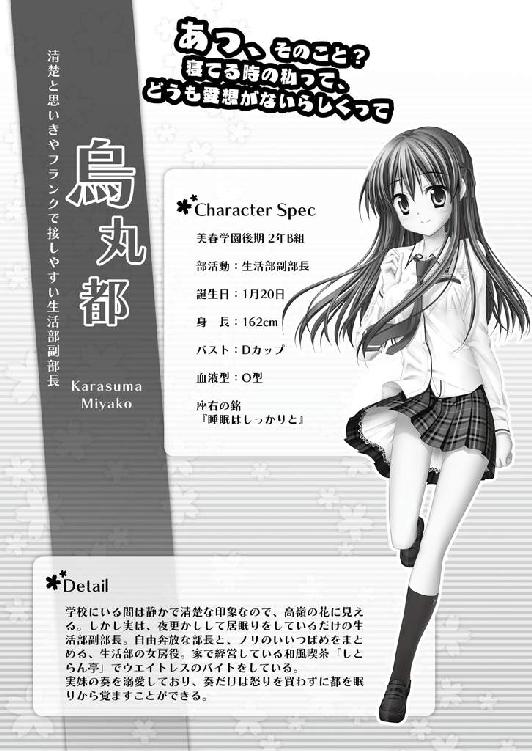 あっ、そのこと？
寝てる時の私って、
どうも愛想がないらしくって
清楚と思いきやフランクで接しやすい生活部副部長
烏丸都
Karasuma
Miyako
Character Spec
美春学園後期 2年B組
部活動：生活部副部長
誕生日：1月20日
身　長：162cm
バスト：Dカップ
血液型：O型
座右の銘
『睡眠はしっかりと』
Detail
学校にいる間は静かで清楚な印象なので、高嶺の花に見え
る。しかし実は、夜更かしして居眠りをしているだけの生
活部副部長。自由奔放な部長と、ノリのいいつばめをまと
める、生活部の女房役。家で経営している和風喫茶「しと
らん亭」でウエイトレスのバイトをしている。
実妹の奏を溺愛しており、奏だけは怒りを買わずに都を眠
りから覚ますことができる。